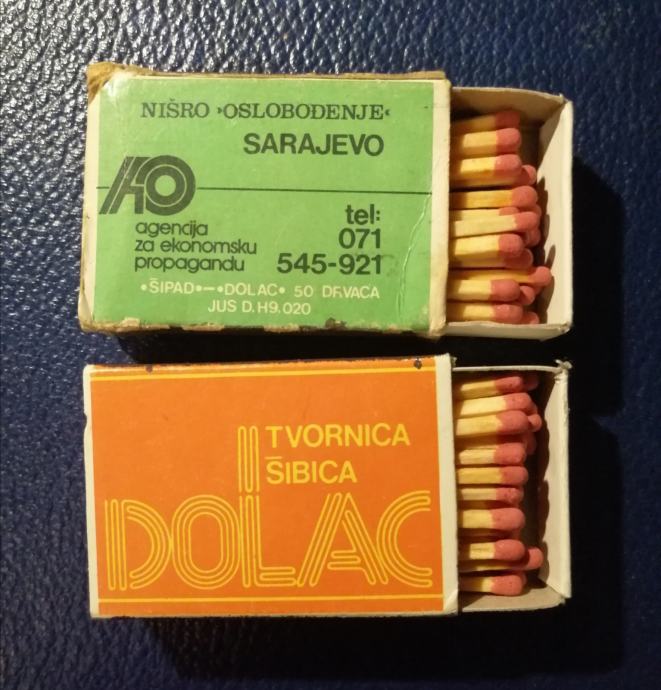 NIŠRO ›OSLOBOĐENJE‹
SARAJEVO
AO
agencija
za ekonomsku
propagandu
tel:
071
545-921
•ŠIPAD•—•DOLAC• 50 DRVACA
JUS D.H9.020
TVORNICA
ŠIBICA
DOLAC